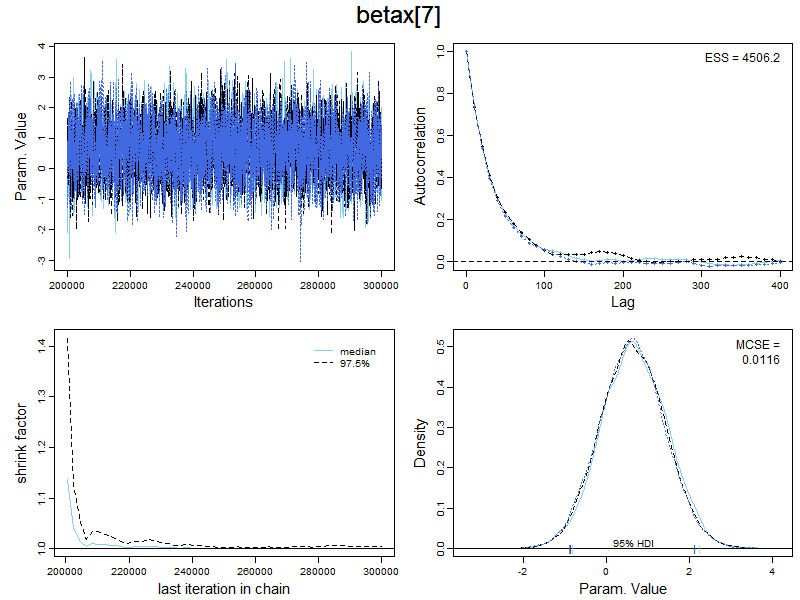 betax[7]
Param. Value
4
3
2
1
0
-1
-2
-3
200000 220000 240000 260000 280000 300000
Iterations
Autocorrelation
1.0
0.8
0.6
0.4
0.2
0.0
ESS = 4506.2
0 100 200 300 400
Lag
shrink factor
1.4
1.3
1.2
1.1
1.0
median
97.5%
200000 220000 240000 260000 280000 300000
last iteration in chain
Density
0.5
0.4
0.3
0.2
0.1
0.0
MCSE =
0.0116
95% HDI
-2 0 2 4
Param. Value